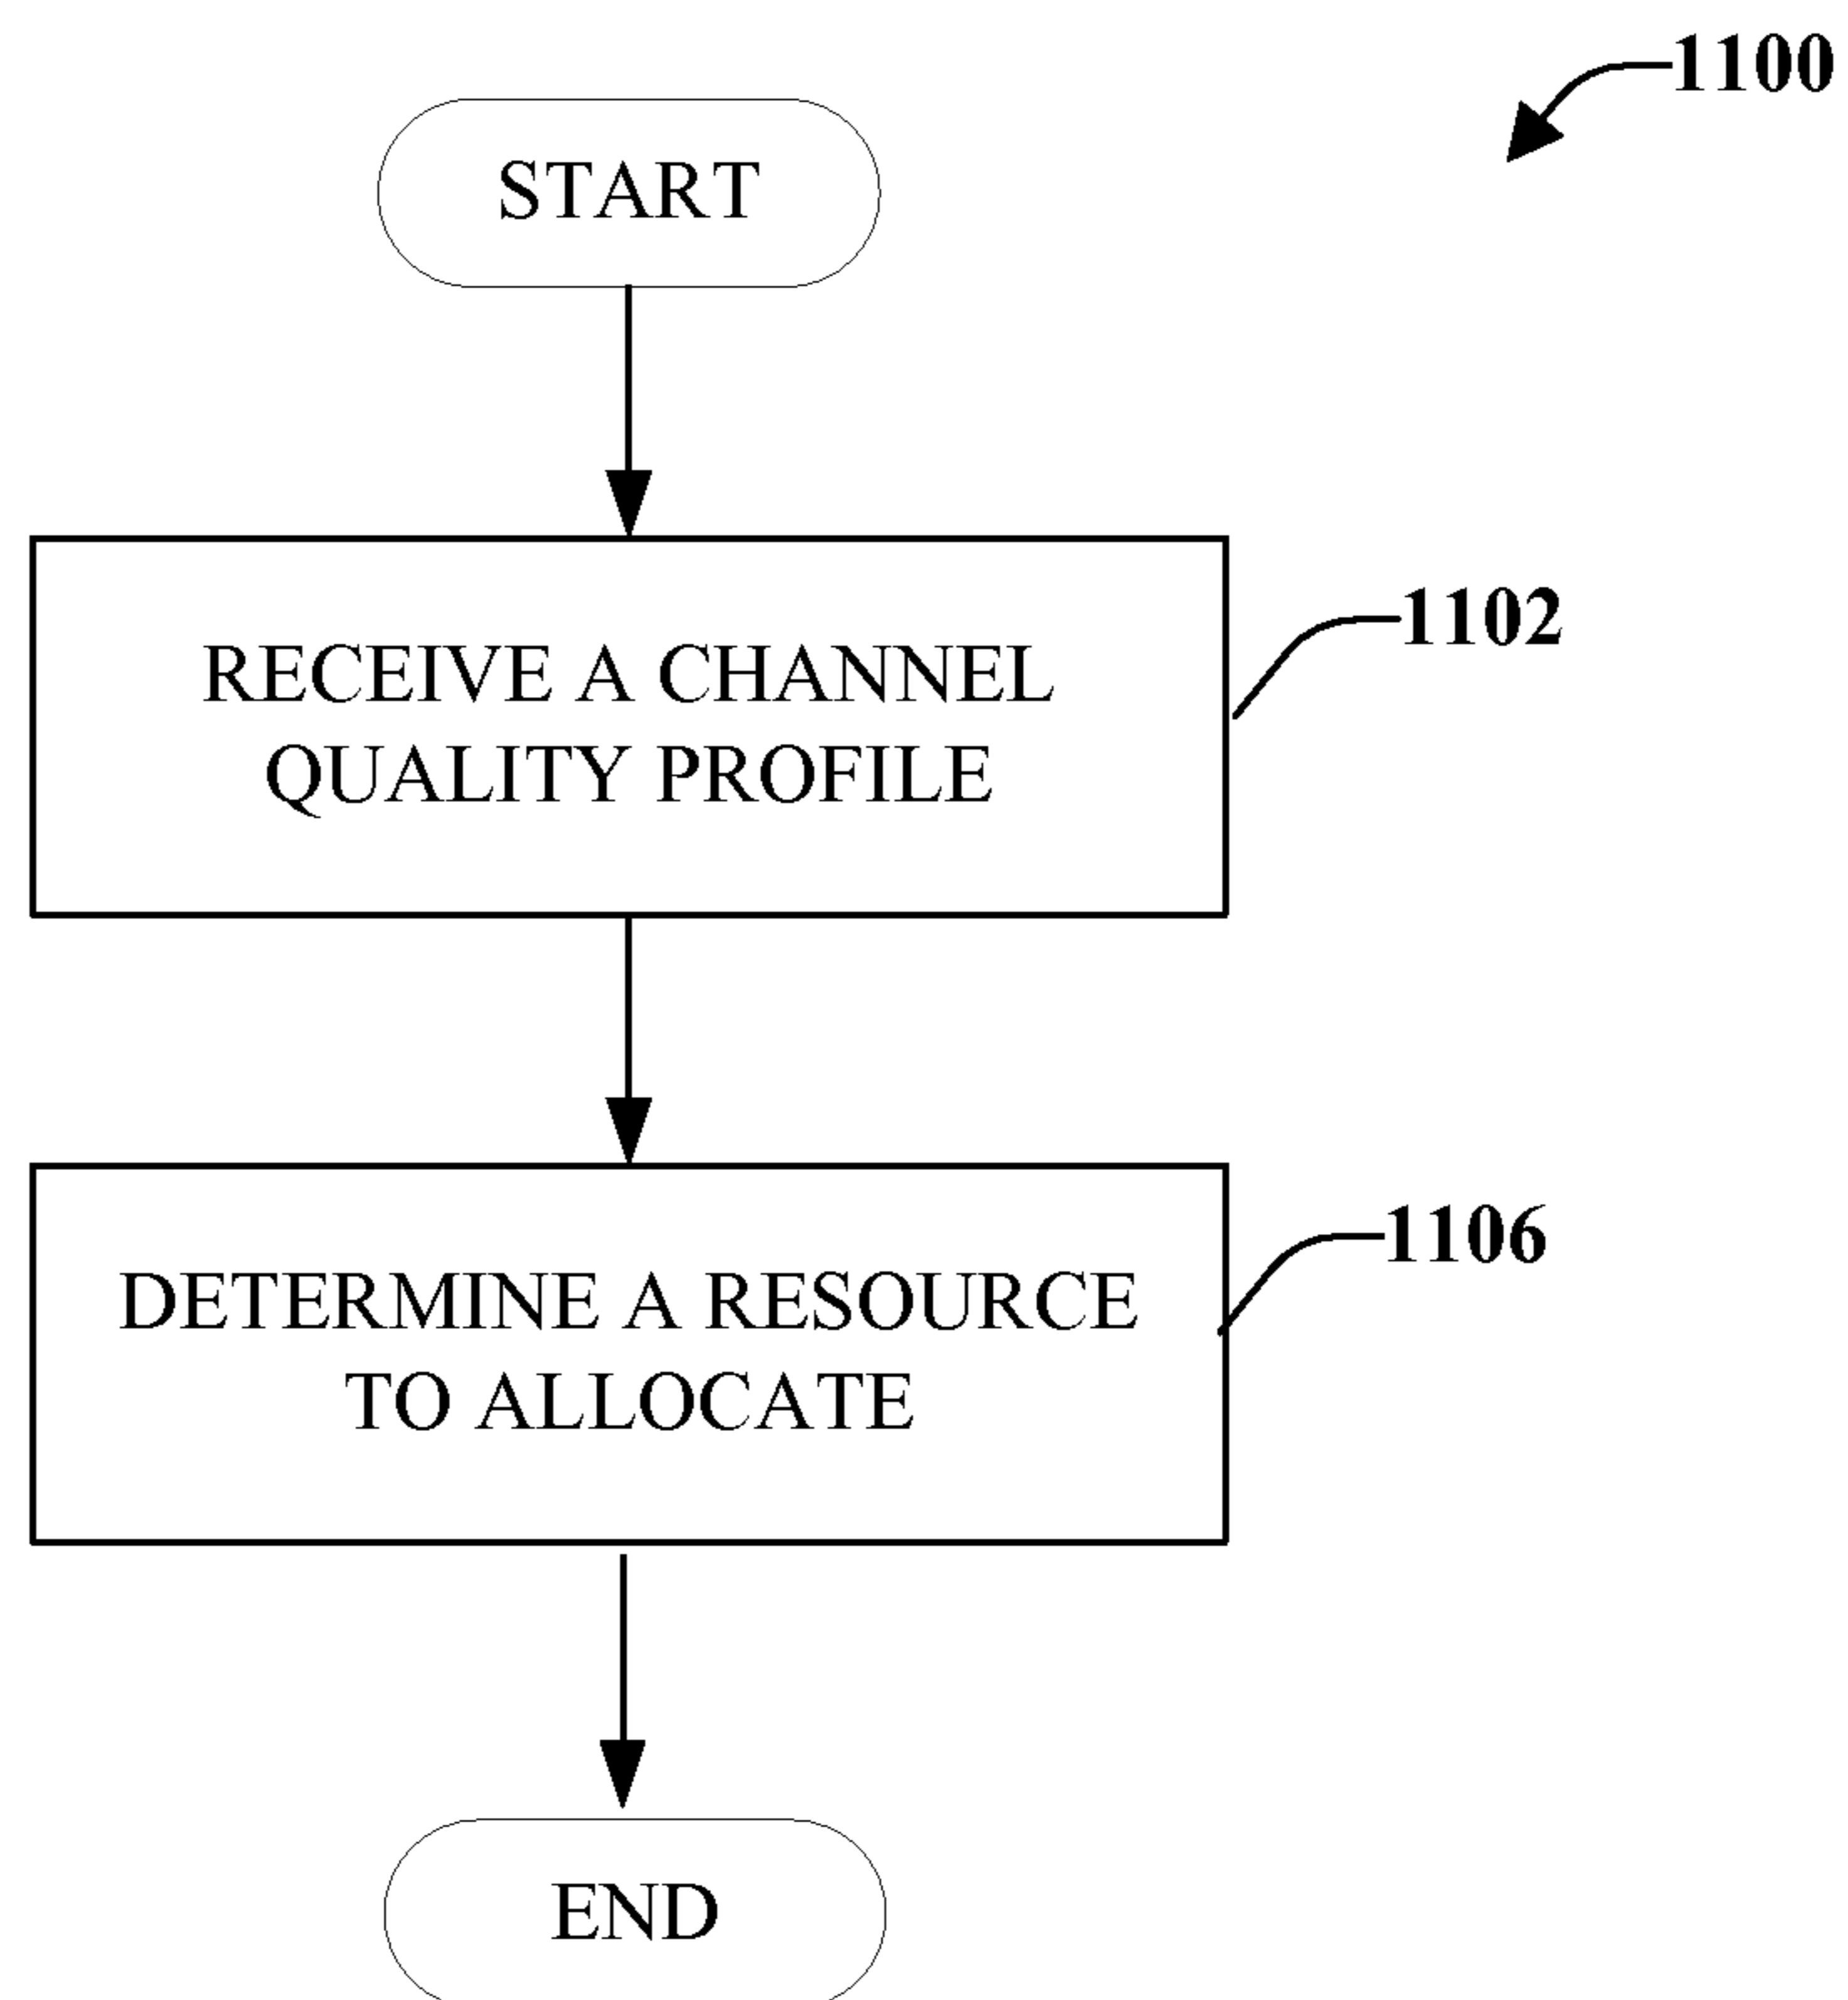 1100
START
RECEIVE A CHANNEL
QUALITY PROFILE
1102
DETERMINE A RESOURCE
TO ALLOCATE
1106
END